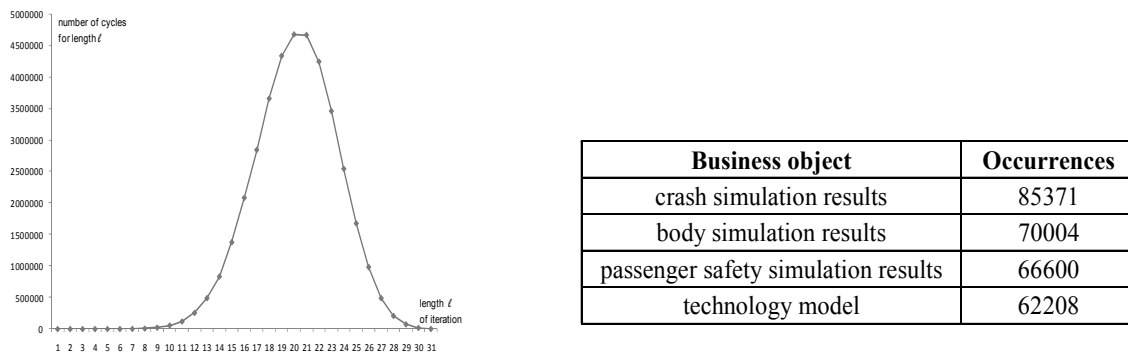 5000000
number of cycles
for length ℓ
4500000
4000000
3500000
3000000
2500000
2000000
1500000
1000000
500000
0
length ℓ
of iteration
1 2 3 4 5 6 7 8 9 10 11 12 13 14 15 16 17 18 19 20 21 22 23 24 25 26 27 28 29 30 31
Business object Occurrences
crash simulation results 85371
body simulation results 70004
passenger safety simulation results 66600
technology model 62208